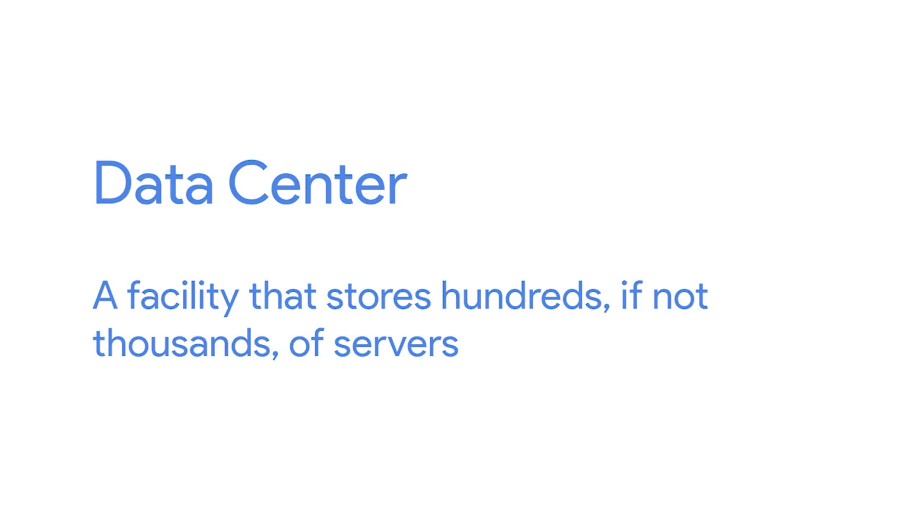 Data Center
A facility that stores hundreds, if not
thousands, of servers